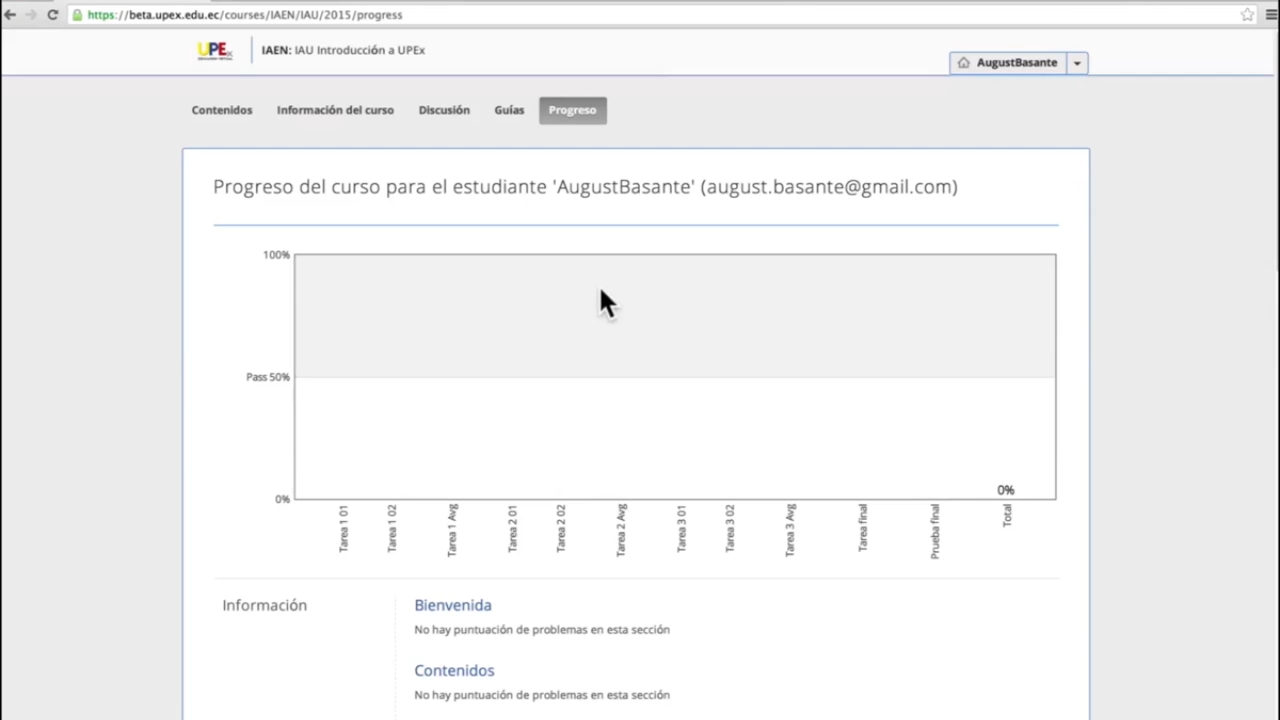 https://beta.upex.edu.ec/courses/IAEN/IAU/2015/progress
UPEx
IAEN: IAU Introducción a UPEx
AugustBasante
Contenidos Información del curso Discusión Guías Progreso
Progreso del curso para el estudiante 'AugustBasante' (august.basante@gmail.com)
100%
Pass 50%
0%
0%
Tarea 1 01
Tarea 1 02
Tarea 1 Avg
Tarea 2 01
Tarea 2 02
Tarea 2 Avg
Tarea 3 01
Tarea 3 02
Tarea 3 Avg
Tarea final
Prueba final
Total
Información
Bienvenida
No hay puntuación de problemas en esta sección
Contenidos
No hay puntuación de problemas en esta sección